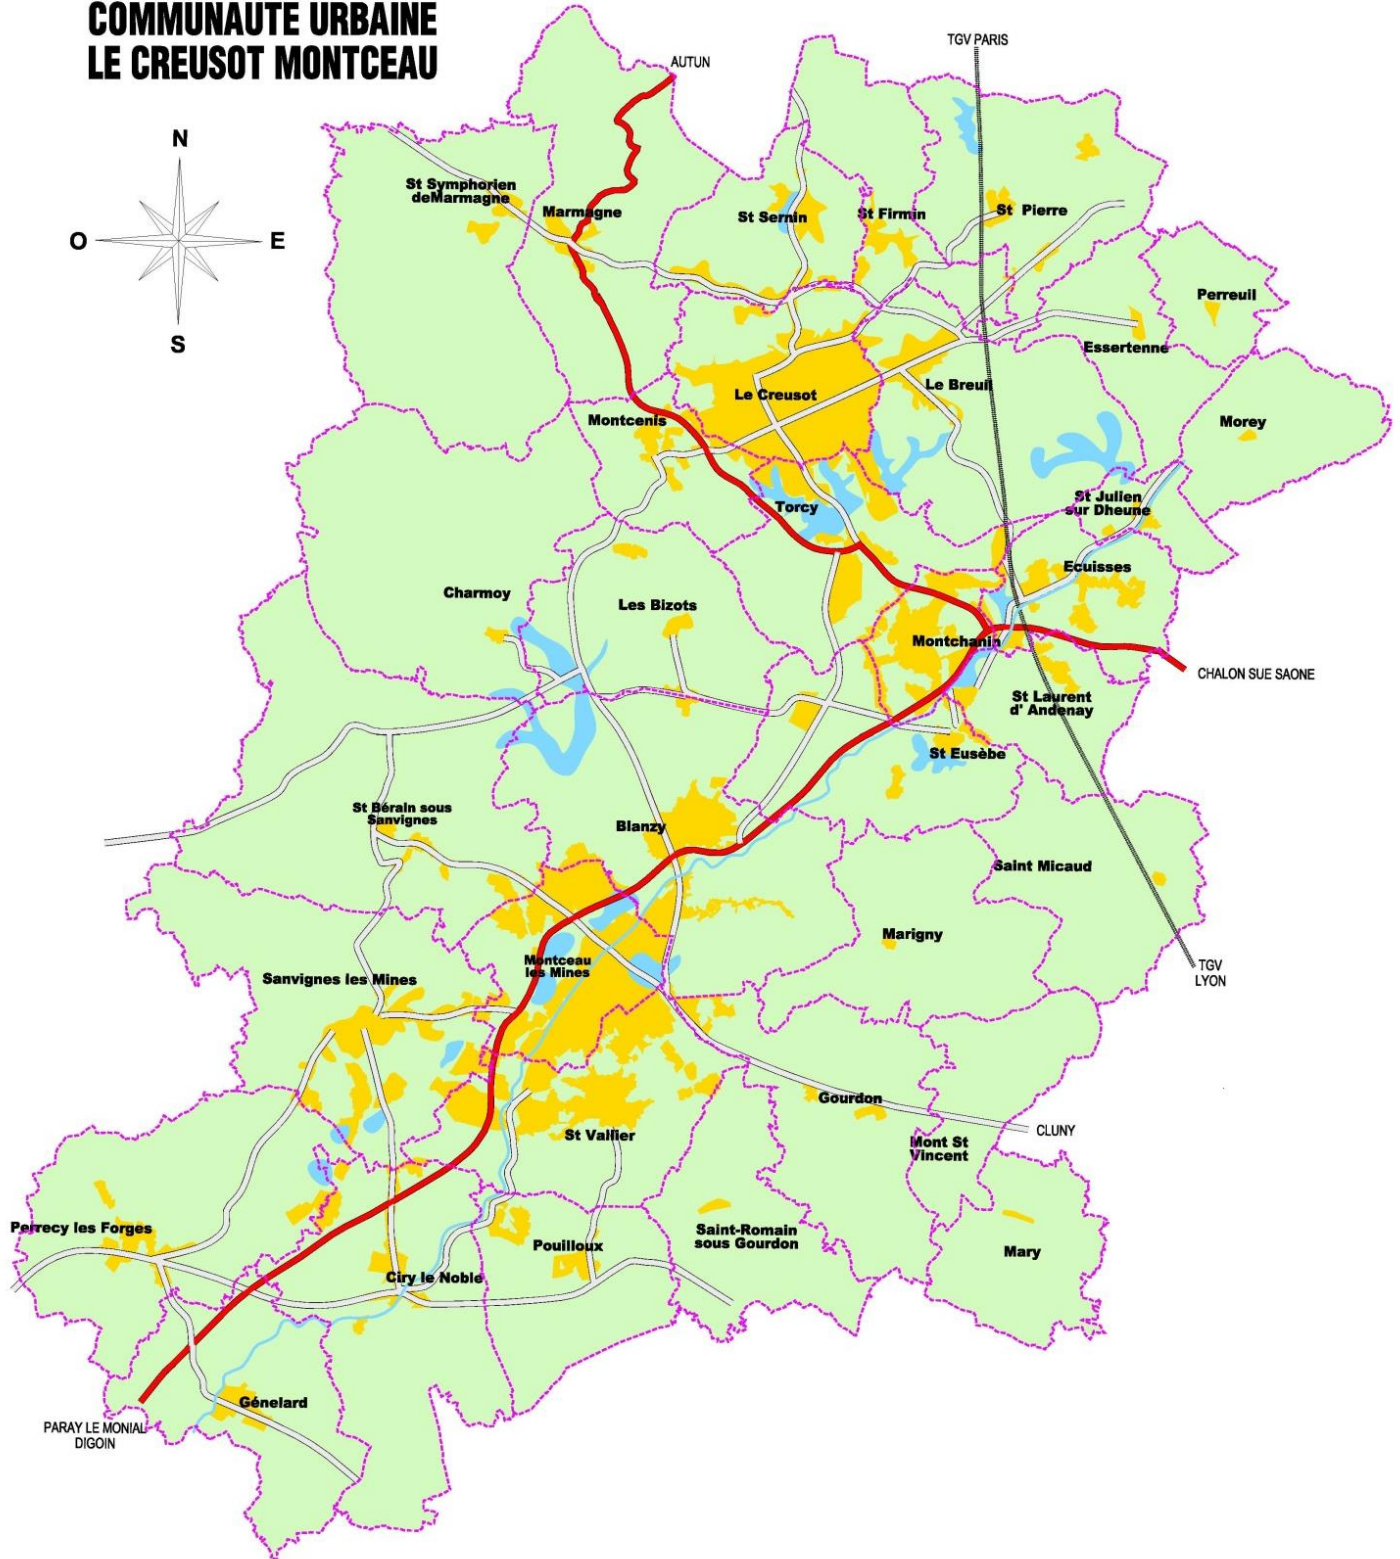 COMMUNAUTE URBAINE
LE CREUSOT MONTCEAU
TGV PARIS
AUTUN
N
O
E
S
St Symphorien
deMarmagne
Marmagne
St Sernin
St Firmin
St Pierre
Perreuil
Essertenne
Le Creusot
Le Breuil
Montcenis
Morey
Torcy
St Julien
sur Dheune
Ecuisses
Charmoy
Les Bizots
Montchanin
CHALON SUE SAONE
St Laurent
d' Andenay
St Eusèbe
St Bérain sous
Sanvignes
Blanzy
Saint Micaud
Marigny
Montceau
les Mines
Sanvignes les Mines
TGV
LYON
Gourdon
CLUNY
St Vallier
Mont St
Vincent
Perrecy les Forges
Saint-Romain
sous Gourdon
Pouilloux
Mary
Ciry le Noble
Génelard
PARAY LE MONIAL
DIGOIN